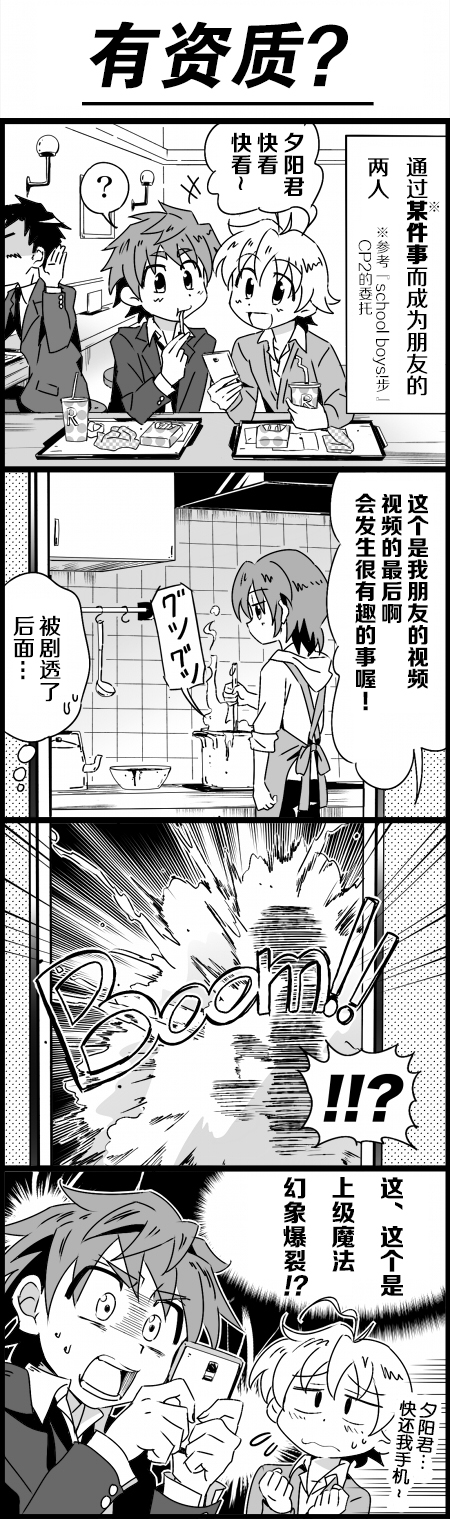 有资质?
※
通过某件事而成为朋友的
两人
※参考『school boys!步』
CP2的委托
夕阳君
快看
快看~
?
R
R
这个是我朋友的视频
视频的最后啊
会发生很有趣的事喔!
グツグツ
被剧透了
后面…
Boom!!
!!?
这、这个是
上级魔法
幻象爆裂!?
夕阳君…
快还我手机~